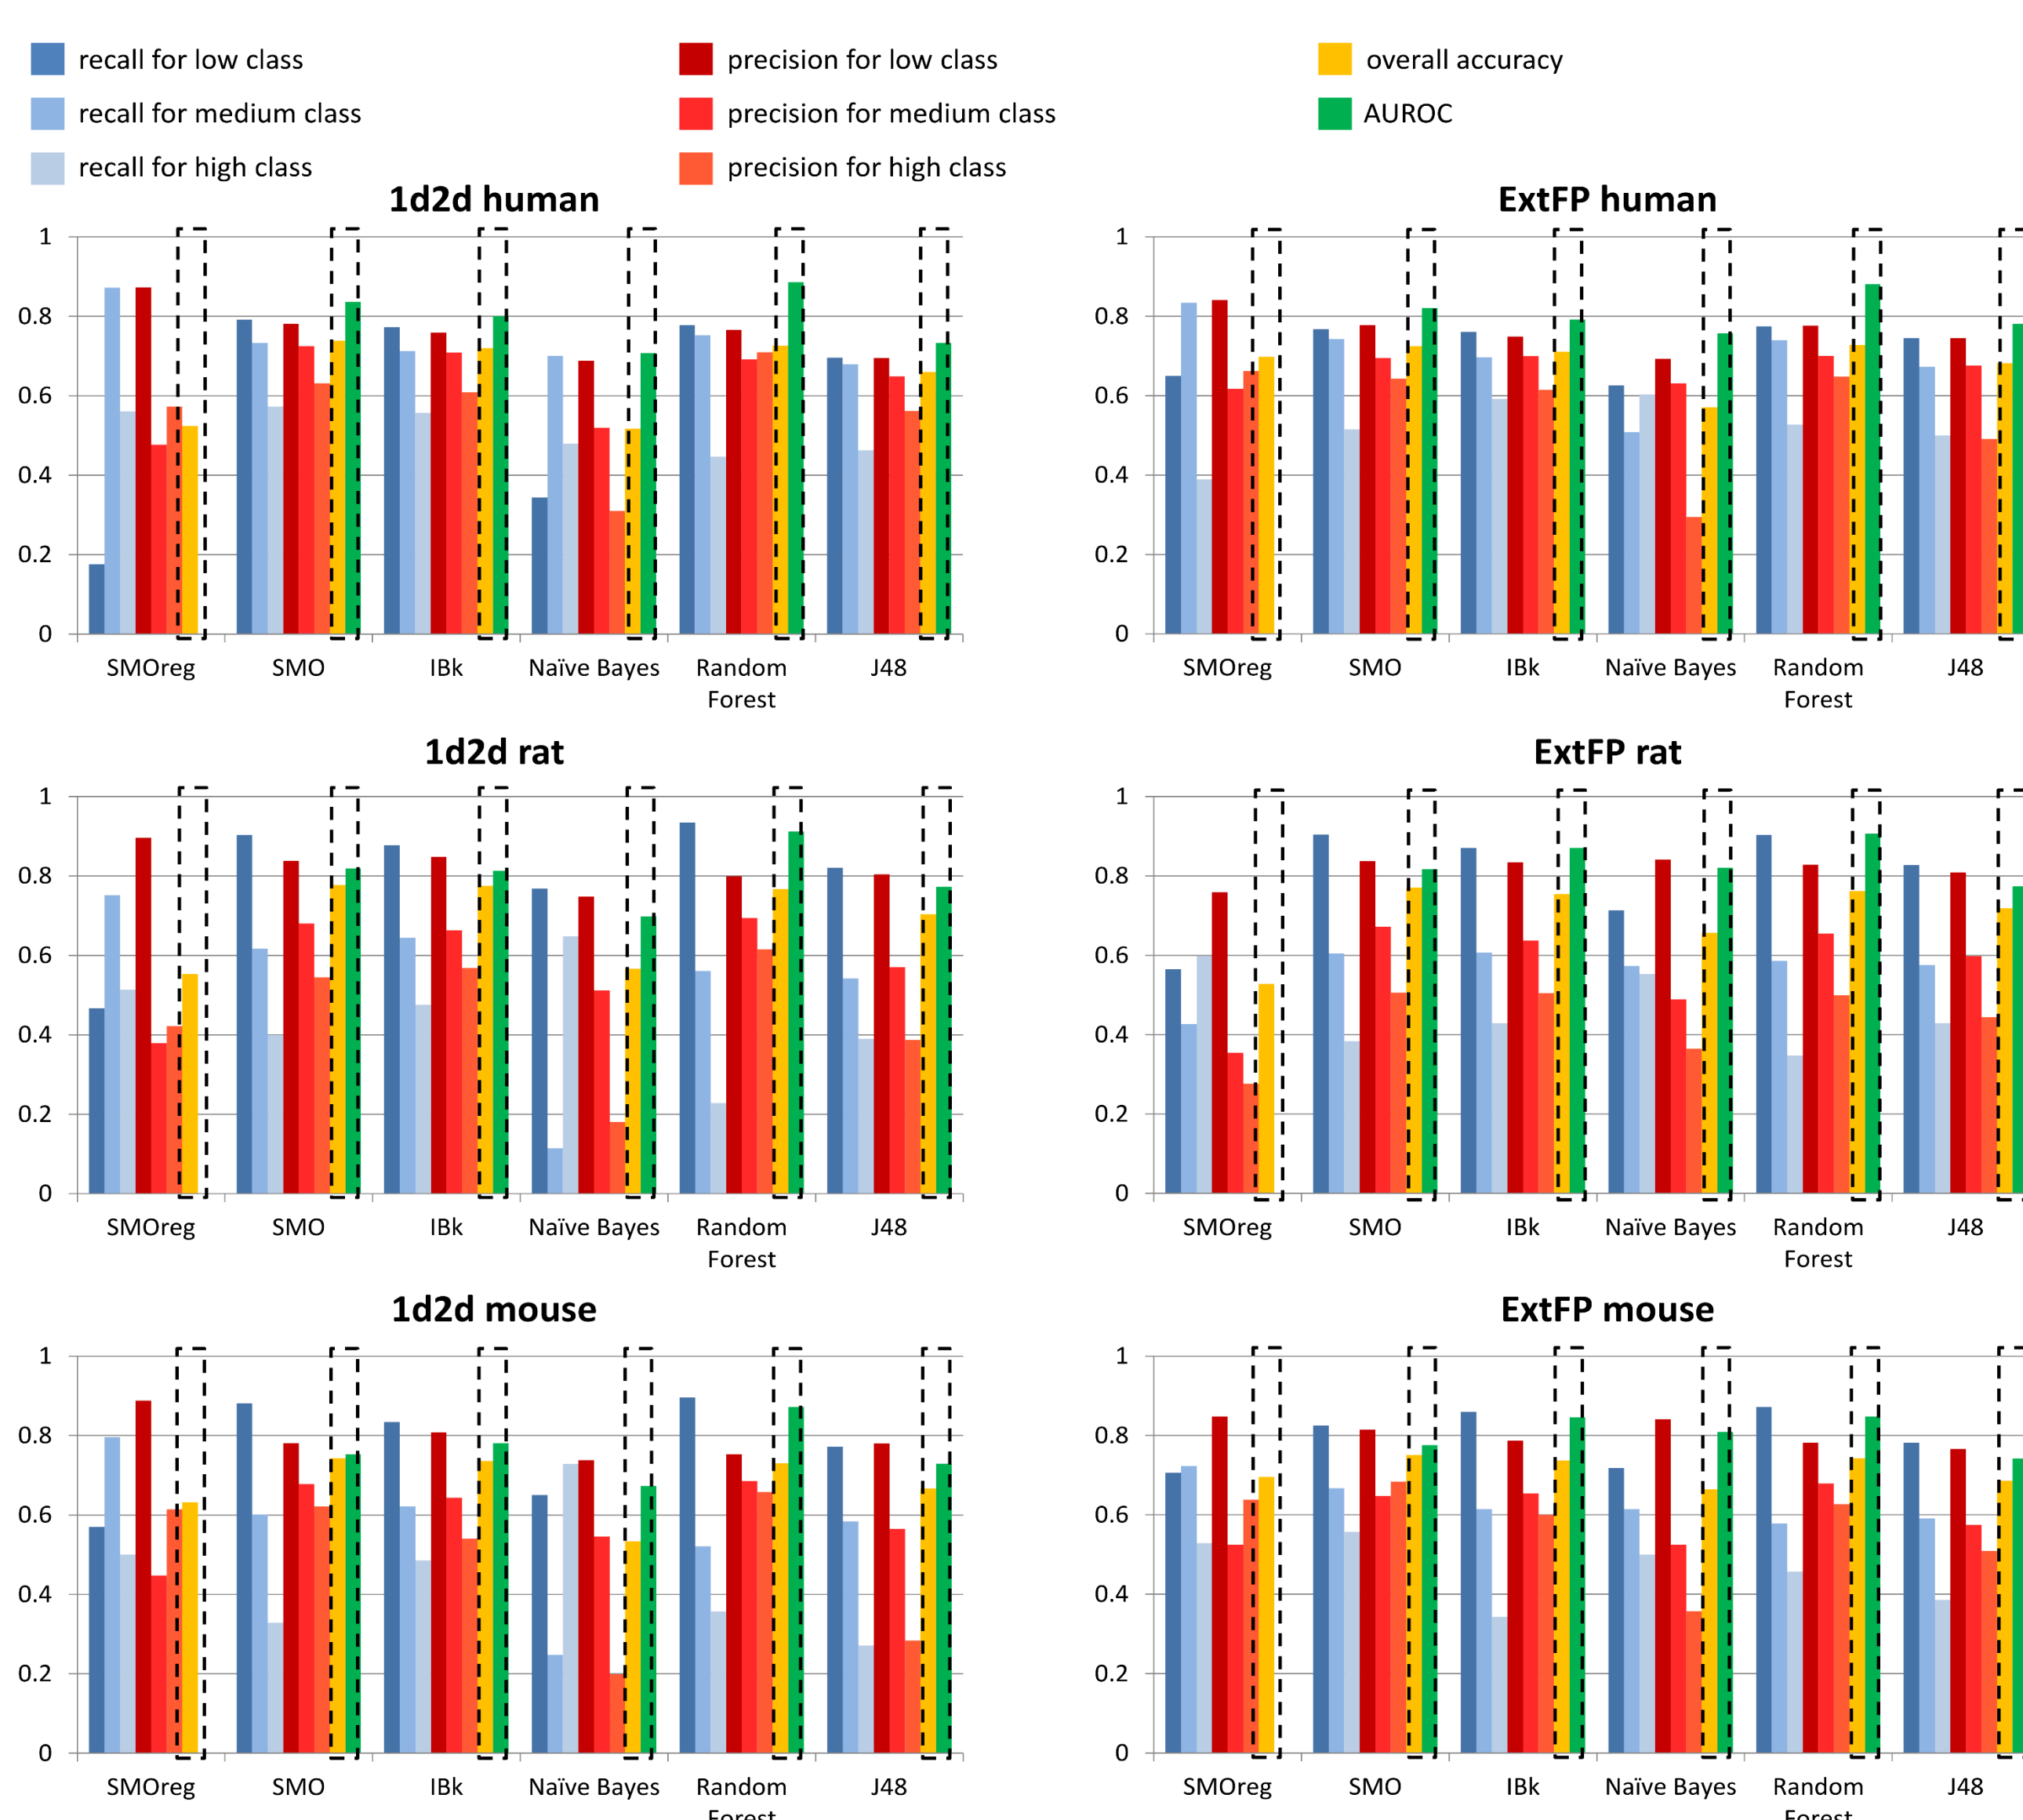 recall for low class
recall for medium class
recall for high class
precision for low class
precision for medium class
precision for high class
overall accuracy
AUROC
1d2d human
1
0.8
0.6
0.4
0.2
0
SMOreg SMO IBk Naïve Bayes Random Forest J48
ExtFP human
1
0.8
0.6
0.4
0.2
0
SMOreg SMO IBk Naïve Bayes Random Forest J48
1d2d rat
1
0.8
0.6
0.4
0.2
0
SMOreg SMO IBk Naïve Bayes Random Forest J48
ExtFP rat
1
0.8
0.6
0.4
0.2
0
SMOreg SMO IBk Naïve Bayes Random Forest J48
1d2d mouse
1
0.8
0.6
0.4
0.2
0
SMOreg SMO IBk Naïve Bayes Random Forest J48
ExtFP mouse
1
0.8
0.6
0.4
0.2
0
SMOreg SMO IBk Naïve Bayes Random Forest J48